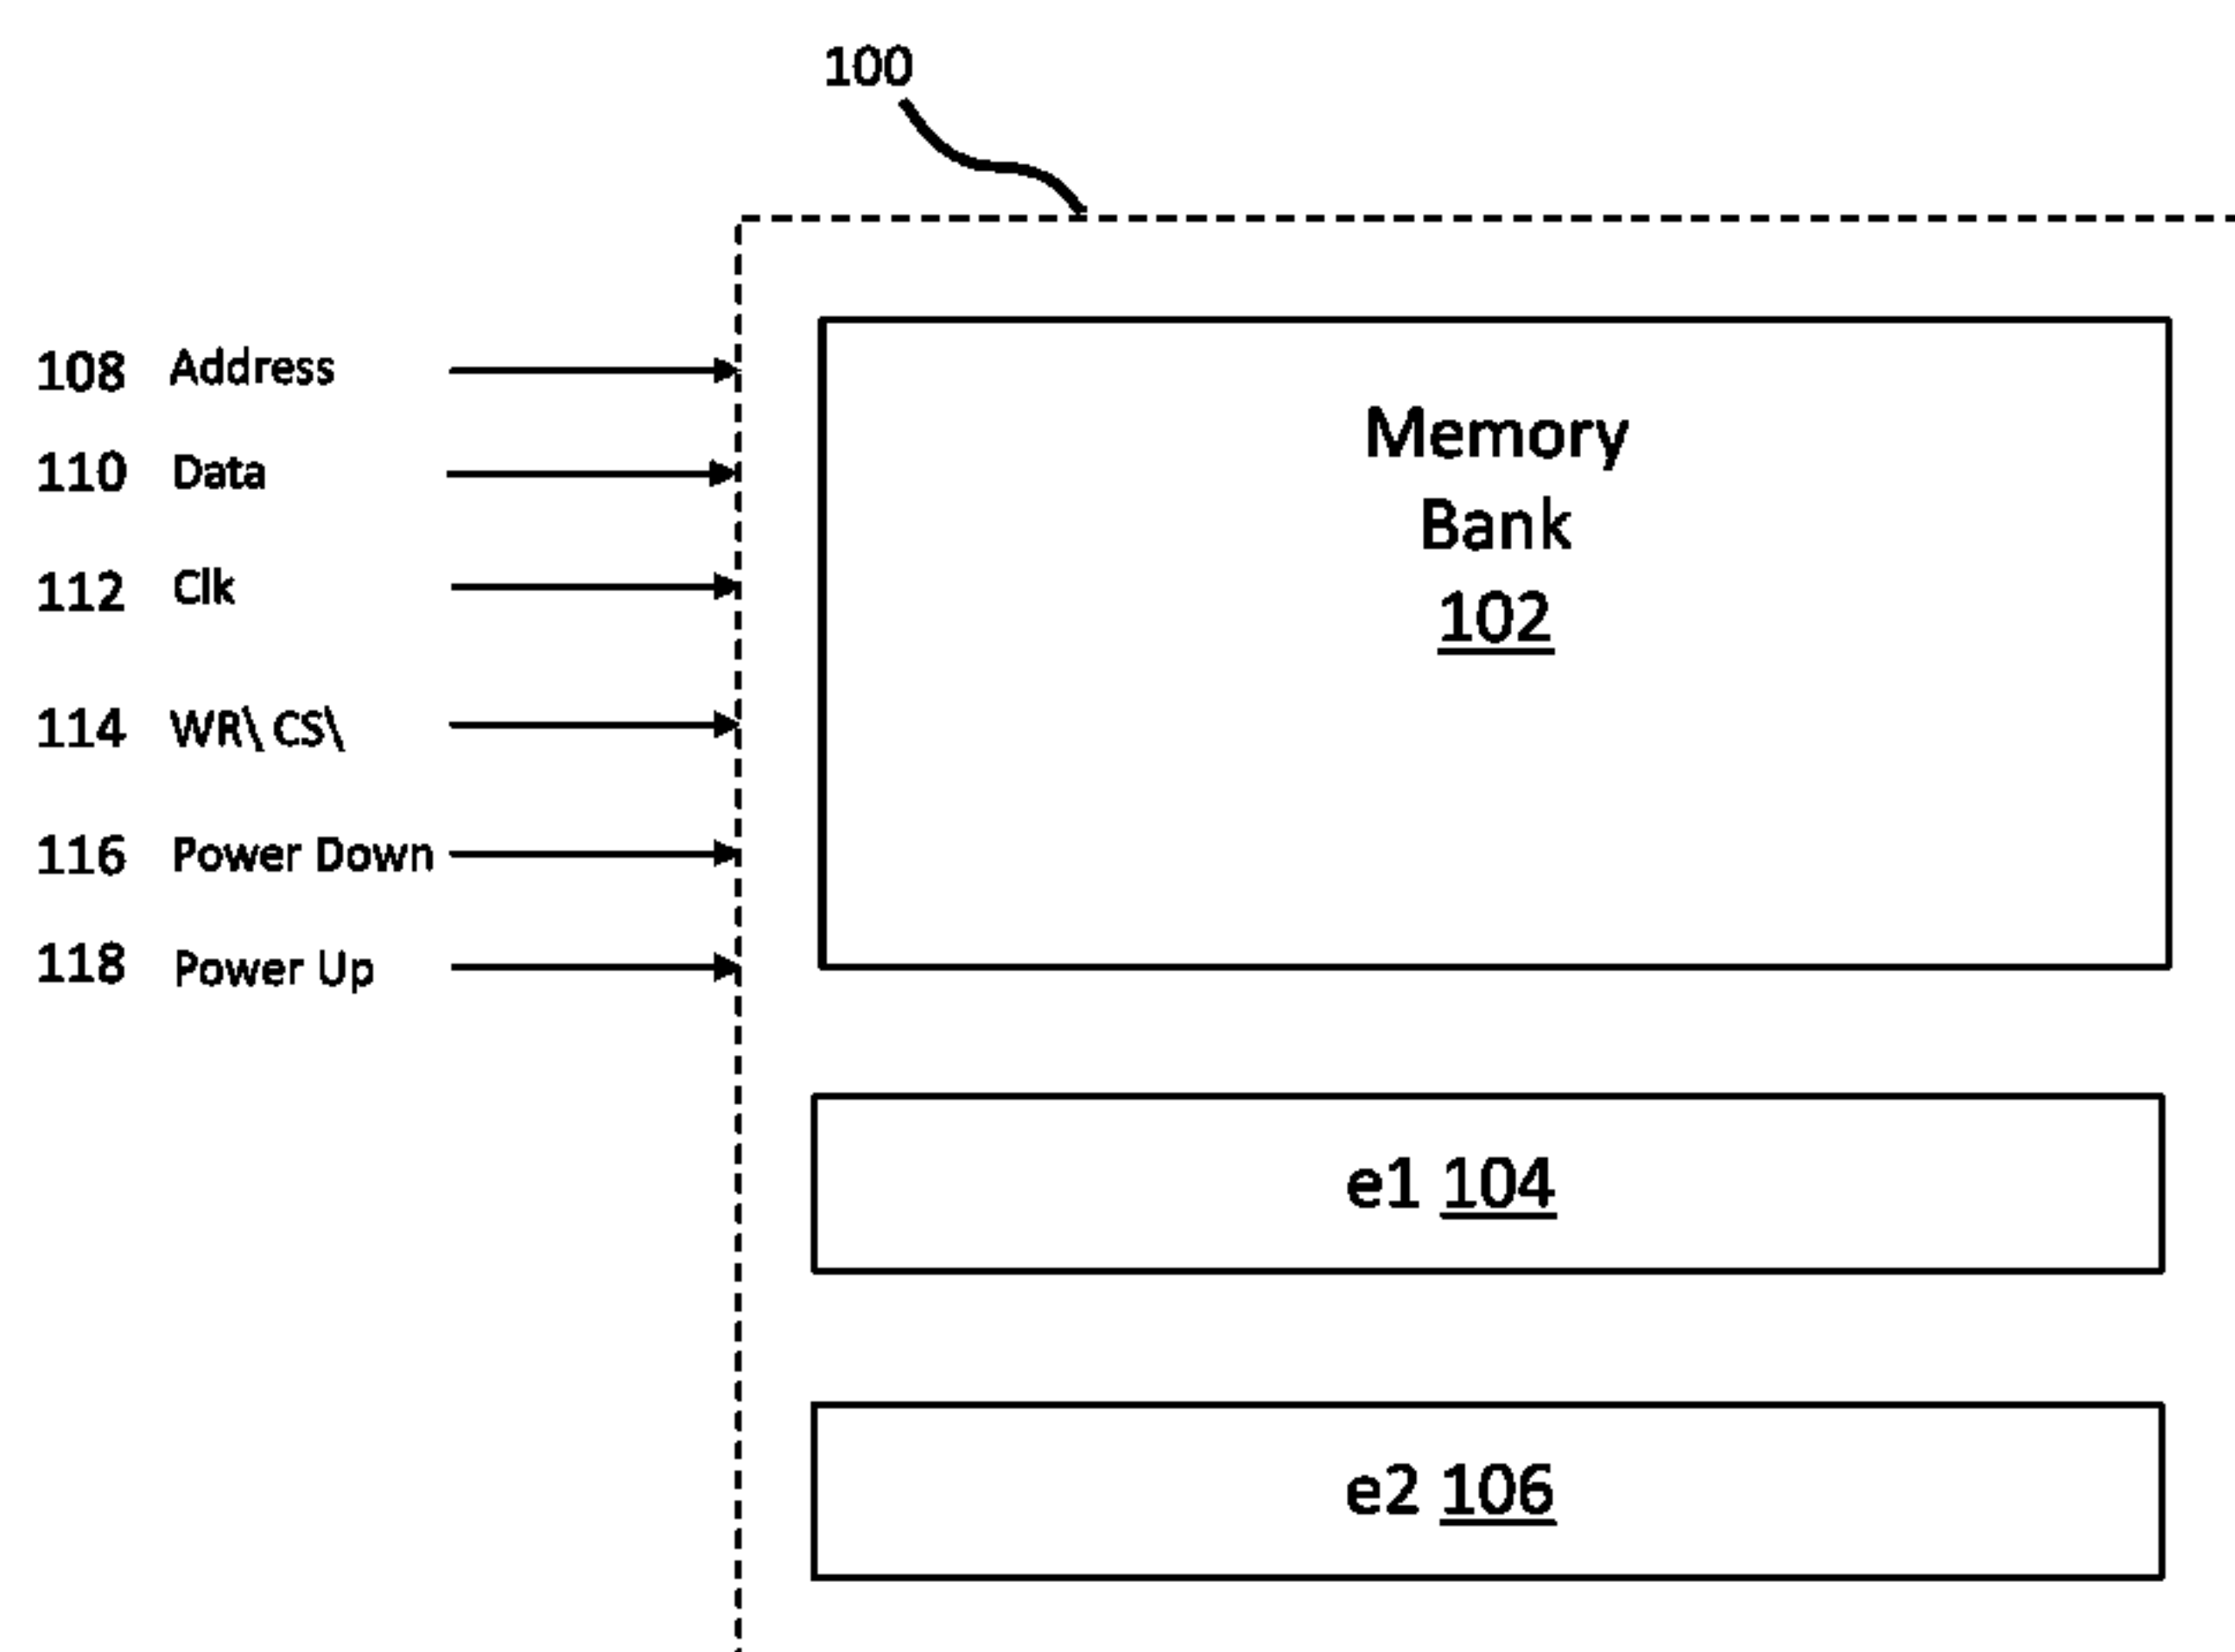 100
108 Address
110 Data
112 Clk
114 WR\ CS\
116 Power Down
118 Power Up
Memory
Bank
102
e1 104
e2 106